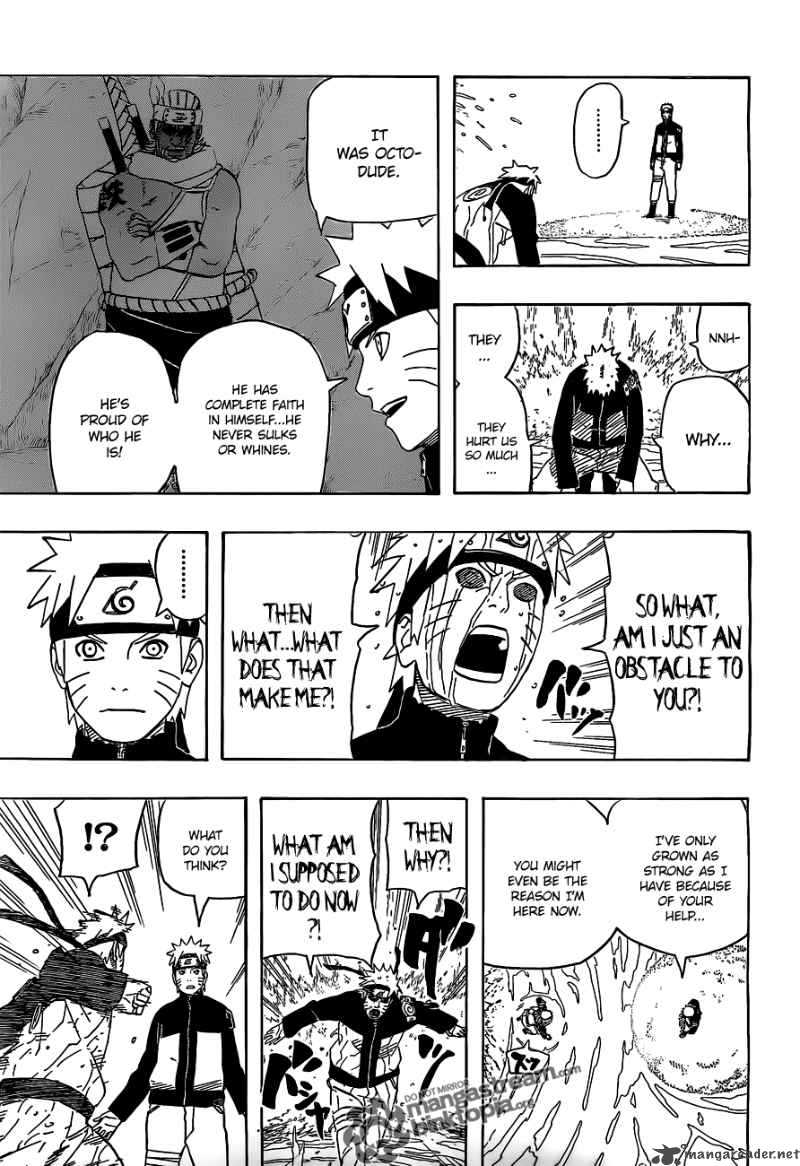 .........
NNH-
WHY...
THEY
...
THEY
HURT US
SO MUCH
...
IT
WAS OCTO-
DUDE.
HE HAS
COMPLETE FAITH
IN HIMSELF...HE
NEVER SULKS
OR WHINES.
HE'S
PROUD OF
WHO HE
IS!
SO WHAT,
AM I JUST AN
OBSTACLE TO
YOU?!
THEN
WHAT...WHAT
DOES THAT
MAKE ME?!
.........
I'VE ONLY
GROWN AS
STRONG AS
I HAVE BECAUSE
OF YOUR
HELP...
YOU MIGHT
EVEN BE THE
REASON I'M
HERE NOW.
THEN
WHY?!
WHAT AM
I SUPPOSED
TO DO NOW
?!
WHAT
DO YOU
THINK?
!?
DO NOT MIRROR
mangastream.com
binktopia.org
mangareader.net